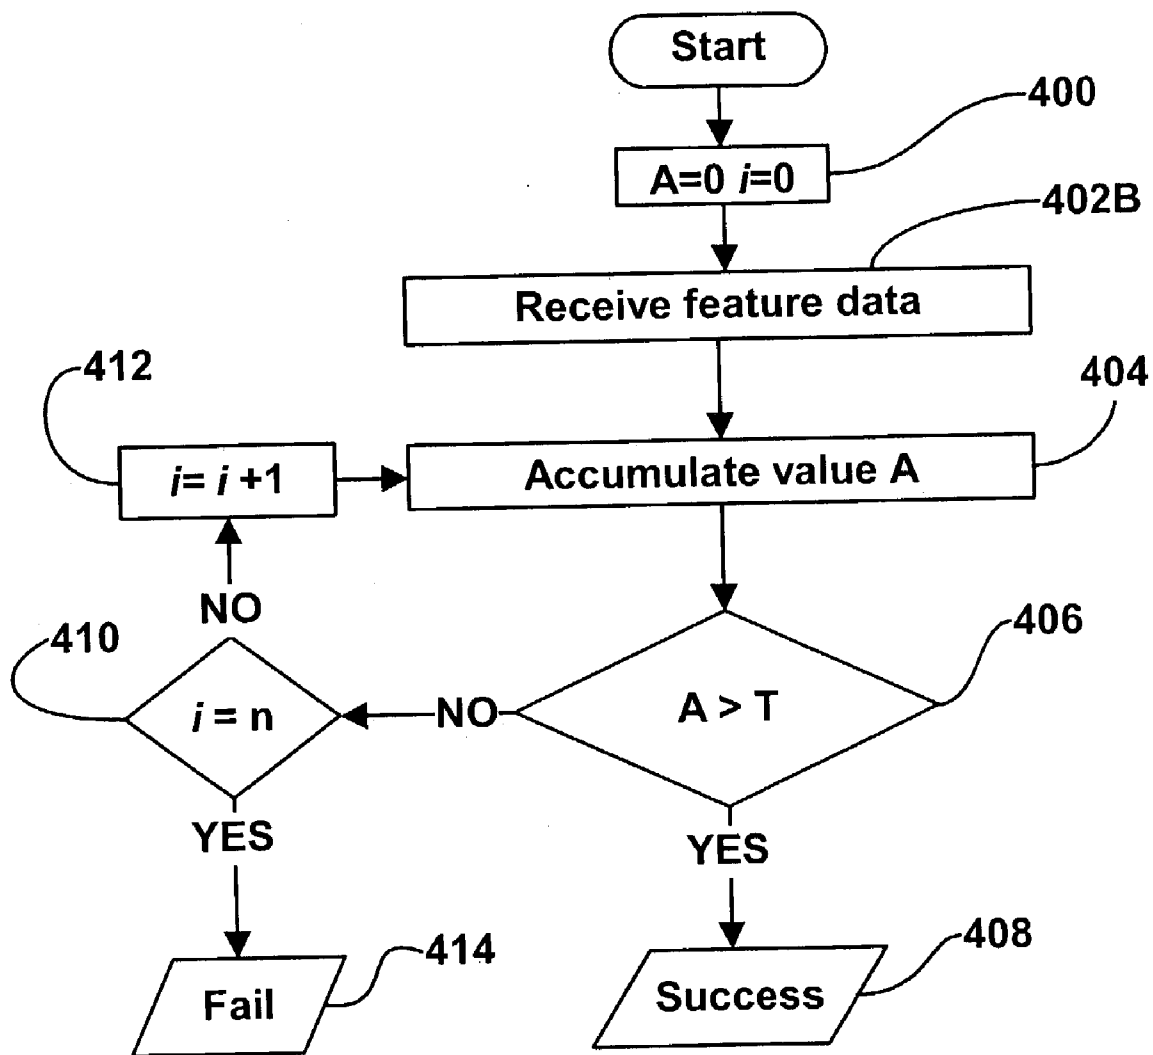 Start
400
A=0 i=0
402B
Receive feature data
412
404
i= i +1
Accumulate value A
NO
410
406
i = n
NO
A > T
YES
YES
414
408
Fail
Success